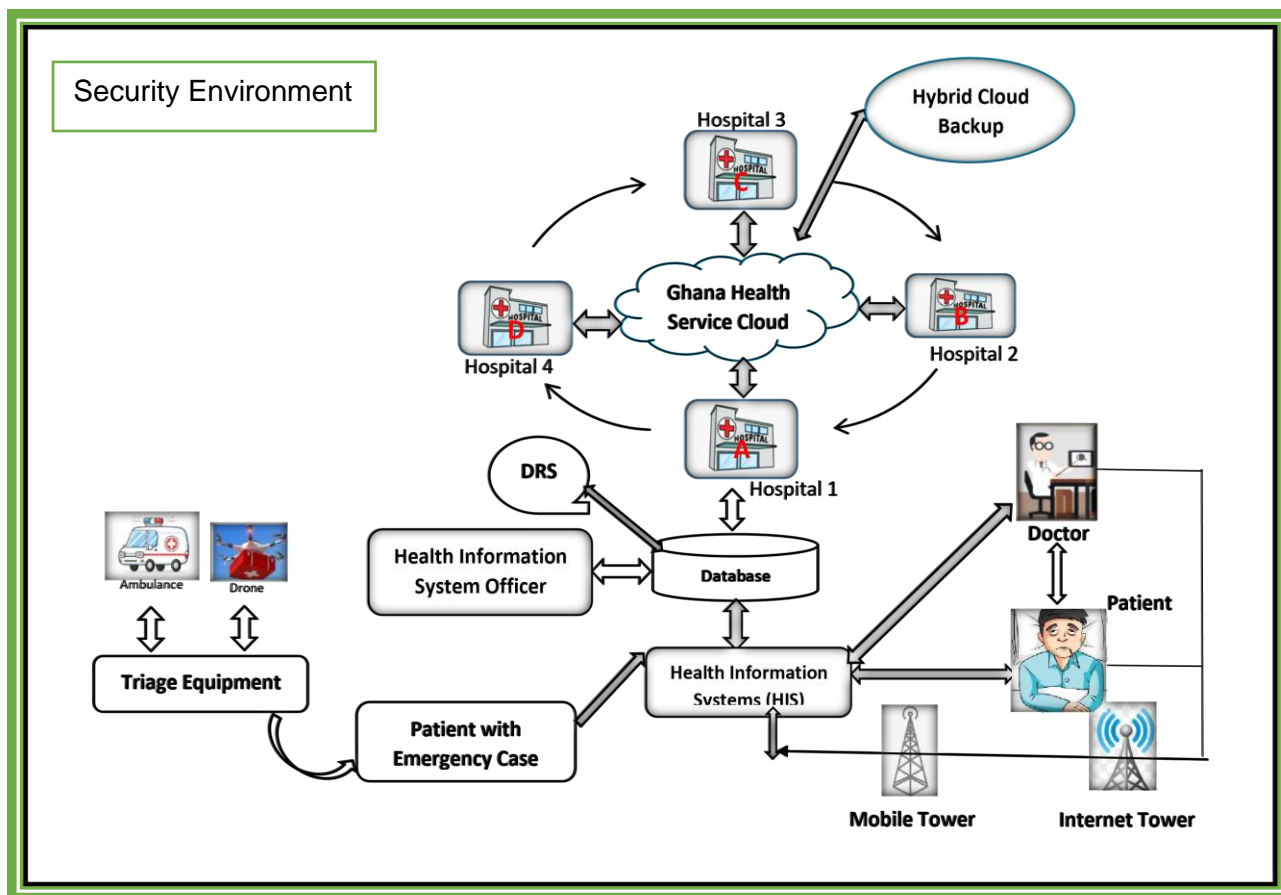 Security Environment
Hybrid Cloud
Backup
Hospital 3
HOSPITAL
C
Ghana Health
Service Cloud
HOSPITAL
D
Hospital 4
HOSPITAL
B
Hospital 2
HOSPITAL
A
Hospital 1
DRS
Doctor
Health Information
System Officer
Database
Ambulance
Drone
Patient
Triage Equipment
Health Information
Systems (HIS)
Patient with
Emergency Case
Mobile Tower
Internet Tower